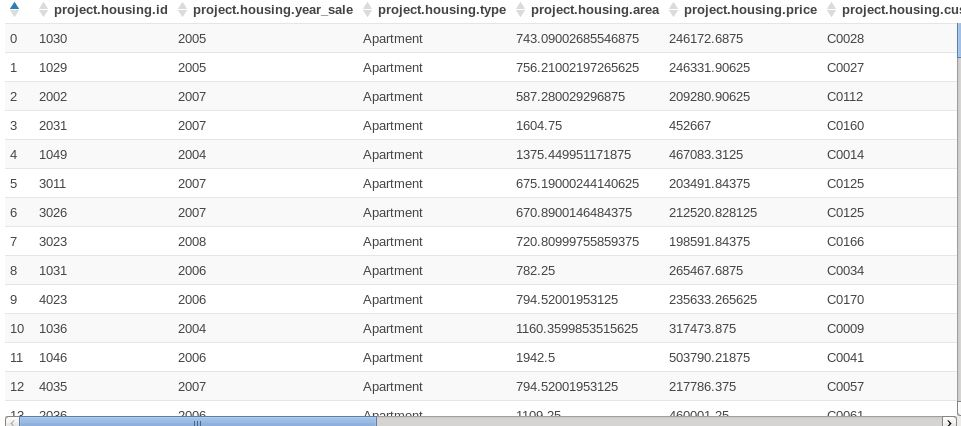 project.housing.id project.housing.year_sale project.housing.type project.housing.area project.housing.price project.housing.cus
0 1030 2005 Apartment 743.09002685546875 246172.6875 C0028
1 1029 2005 Apartment 756.21002197265625 246331.90625 C0027
2 2002 2007 Apartment 587.280029296875 209280.90625 C0112
3 2031 2007 Apartment 1604.75 452667 C0160
4 1049 2004 Apartment 1375.449951171875 467083.3125 C0014
5 3011 2007 Apartment 675.19000244140625 203491.84375 C0125
6 3026 2007 Apartment 670.8900146484375 212520.828125 C0125
7 3023 2008 Apartment 720.80999755859375 198591.84375 C0166
8 1031 2006 Apartment 782.25 265467.6875 C0034
9 4023 2006 Apartment 794.52001953125 235633.265625 C0170
10 1036 2004 Apartment 1160.3599853515625 317473.875 C0009
11 1046 2006 Apartment 1942.5 503790.21875 C0041
12 4035 2007 Apartment 794.52001953125 217786.375 C0057
13 2036 2006 Apartment 1109.25 460001.25 C0061